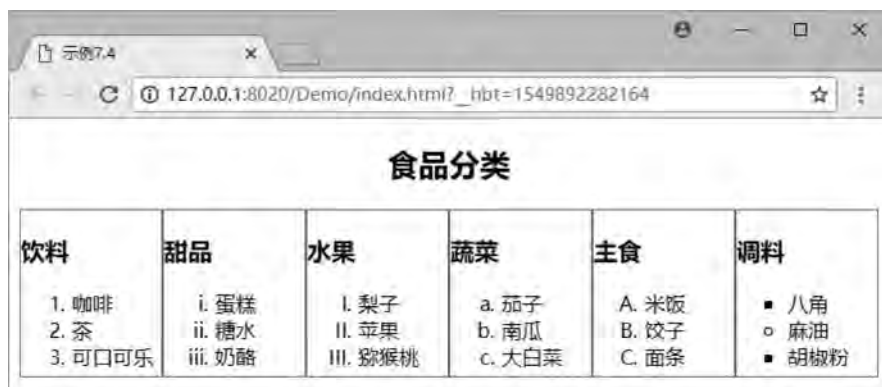 示例7.4
127.0.0.1:8020/Demo/index.html?__hbt=1549892282164
食品分类
饮料
1. 咖啡
2. 茶
3. 可口可乐
甜品
i. 蛋糕
ii. 糖水
iii. 奶酪
水果
I. 梨子
II. 苹果
III. 猕猴桃
蔬菜
a. 茄子
b. 南瓜
c. 大白菜
主食
A. 米饭
B. 饺子
C. 面条
调料
▪ 八角
○ 麻油
▪ 胡椒粉